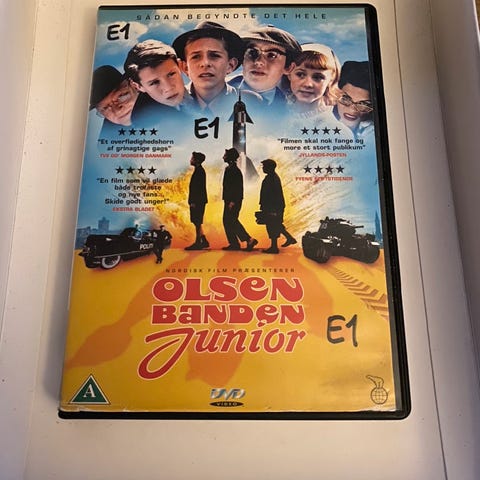 SÅDAN BEGYNDTE DET HELE
E1
E1
★★★★
"Et overflødighedshorn
af grinagtige gags"
TV2 GO' MORGEN DANMARK
★★★★
"Filmen skal nok fange og
more et stort publikum"
JYLLANDS-POSTEN
★★★★
"En film som vil glæde
både trofaste
og nye fans.
Skide godt unger!"
EKSTRA BLADET
★★★★
FYENS STIFTSTIDENDE
POLITI
NORDISK FILM PRÆSENTERER
OLSEN
BANDEN
Junior
E1
A
DVD
VIDEO